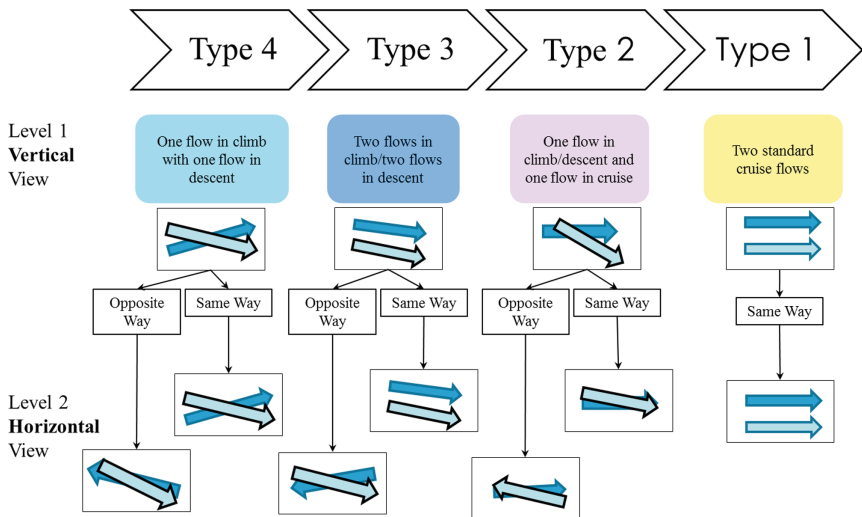 Type 4
Type 3
Type 2
Type 1
Level 1
Vertical
View
One flow in climb
with one flow in
descent
Two flows in
climb/two flows
in descent
One flow in
climb/descent and
one flow in cruise
Two standard
cruise flows
Opposite
Way
Same Way
Opposite
Way
Same Way
Opposite
Way
Same Way
Same Way
Level 2
Horizontal
View